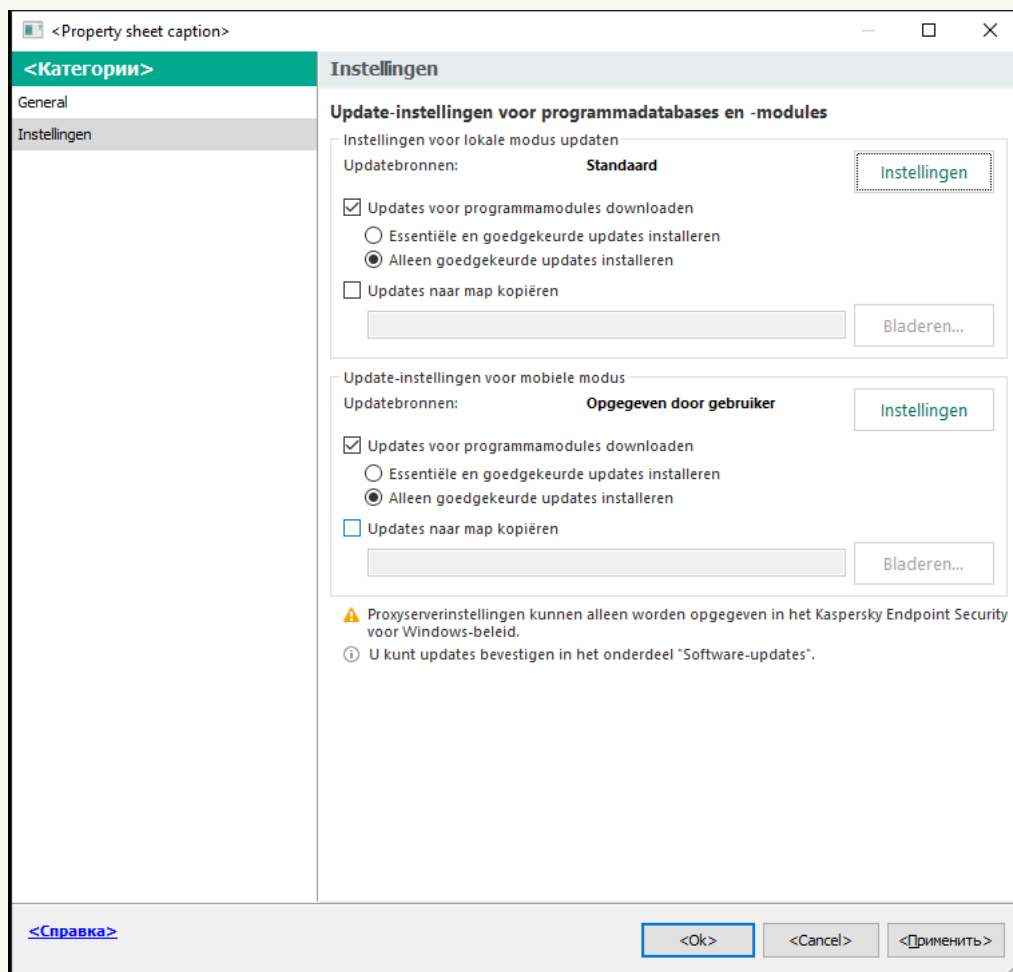 <Property sheet caption>
<Категории>
General
Instellingen
Instellingen
Update-instellingen voor programmadatabases en -modules
Instellingen voor lokale modus updaten
Updatebronnen: Standaard
Instellingen
Updates voor programmamodules downloaden
Essentiële en goedgekeurde updates installeren
Alleen goedgekeurde updates installeren
Updates naar map kopiëren
Bladeren...
Update-instellingen voor mobiele modus
Updatebronnen: Opgegeven door gebruiker
Instellingen
Updates voor programmamodules downloaden
Essentiële en goedgekeurde updates installeren
Alleen goedgekeurde updates installeren
Updates naar map kopiëren
Bladeren...
Proxyserverinstellingen kunnen alleen worden opgegeven in het Kaspersky Endpoint Security
voor Windows-beleid.
U kunt updates bevestigen in het onderdeel "Software-updates".
<Справка>
<Ok> <Cancel> <Применить>